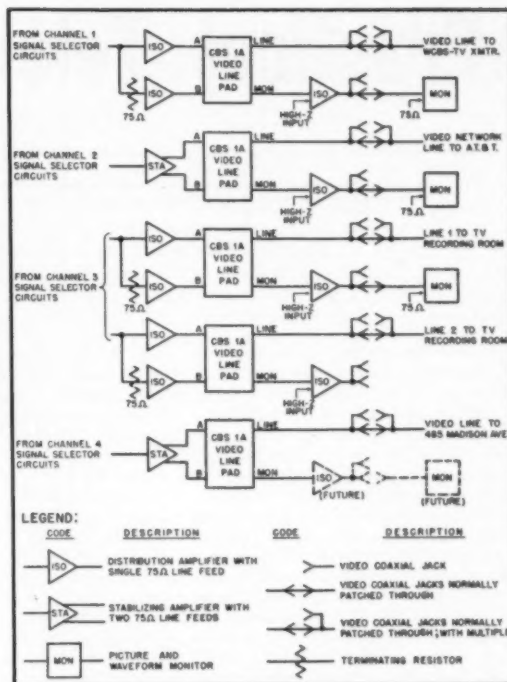 FROM CHANNEL 1
SIGNAL SELECTOR
CIRCUITS
ISO
A
LINE
CBS 1A
VIDEO
LINE
PAD
VIDEO LINE TO
WCBS-TV XMTR.
ISO
B
MON
ISO
MON
75Ω
HIGH-Z
INPUT
75Ω
FROM CHANNEL 2
SIGNAL SELECTOR
CIRCUITS
STA
A
LINE
B
CBS 1A
VIDEO
LINE
PAD
MON
VIDEO NETWORK
LINE TO A.T.&T.
ISO
MON
HIGH-Z
INPUT
75Ω
FROM CHANNEL 3
SIGNAL SELECTOR
CIRCUITS
ISO
A
LINE
CBS 1A
VIDEO
LINE
PAD
LINE 1 TO TV
RECORDING ROOM
ISO
B
MON
ISO
MON
75Ω
HIGH-Z
INPUT
75Ω
ISO
A
LINE
CBS 1A
VIDEO
LINE
PAD
LINE 2 TO TV
RECORDING ROOM
ISO
B
MON
ISO
75Ω
HIGH-Z
INPUT
FROM CHANNEL 4
SIGNAL SELECTOR
CIRCUITS
STA
A
LINE
B
CBS 1A
VIDEO
LINE
PAD
MON
VIDEO LINE TO
485 MADISON AVE
ISO
(FUTURE)
MON
(FUTURE)
LEGEND:
CODE DESCRIPTION CODE DESCRIPTION
ISO
DISTRIBUTION AMPLIFIER WITH
SINGLE 75Ω LINE FEED
STA
STABILIZING AMPLIFIER WITH
TWO 75Ω LINE FEEDS
MON
PICTURE AND
WAVEFORM MONITOR
VIDEO COAXIAL JACK
VIDEO COAXIAL JACKS NORMALLY
PATCHED THROUGH
VIDEO COAXIAL JACKS NORMALLY
PATCHED THROUGH; WITH MULTIPLE
TERMINATING RESISTOR